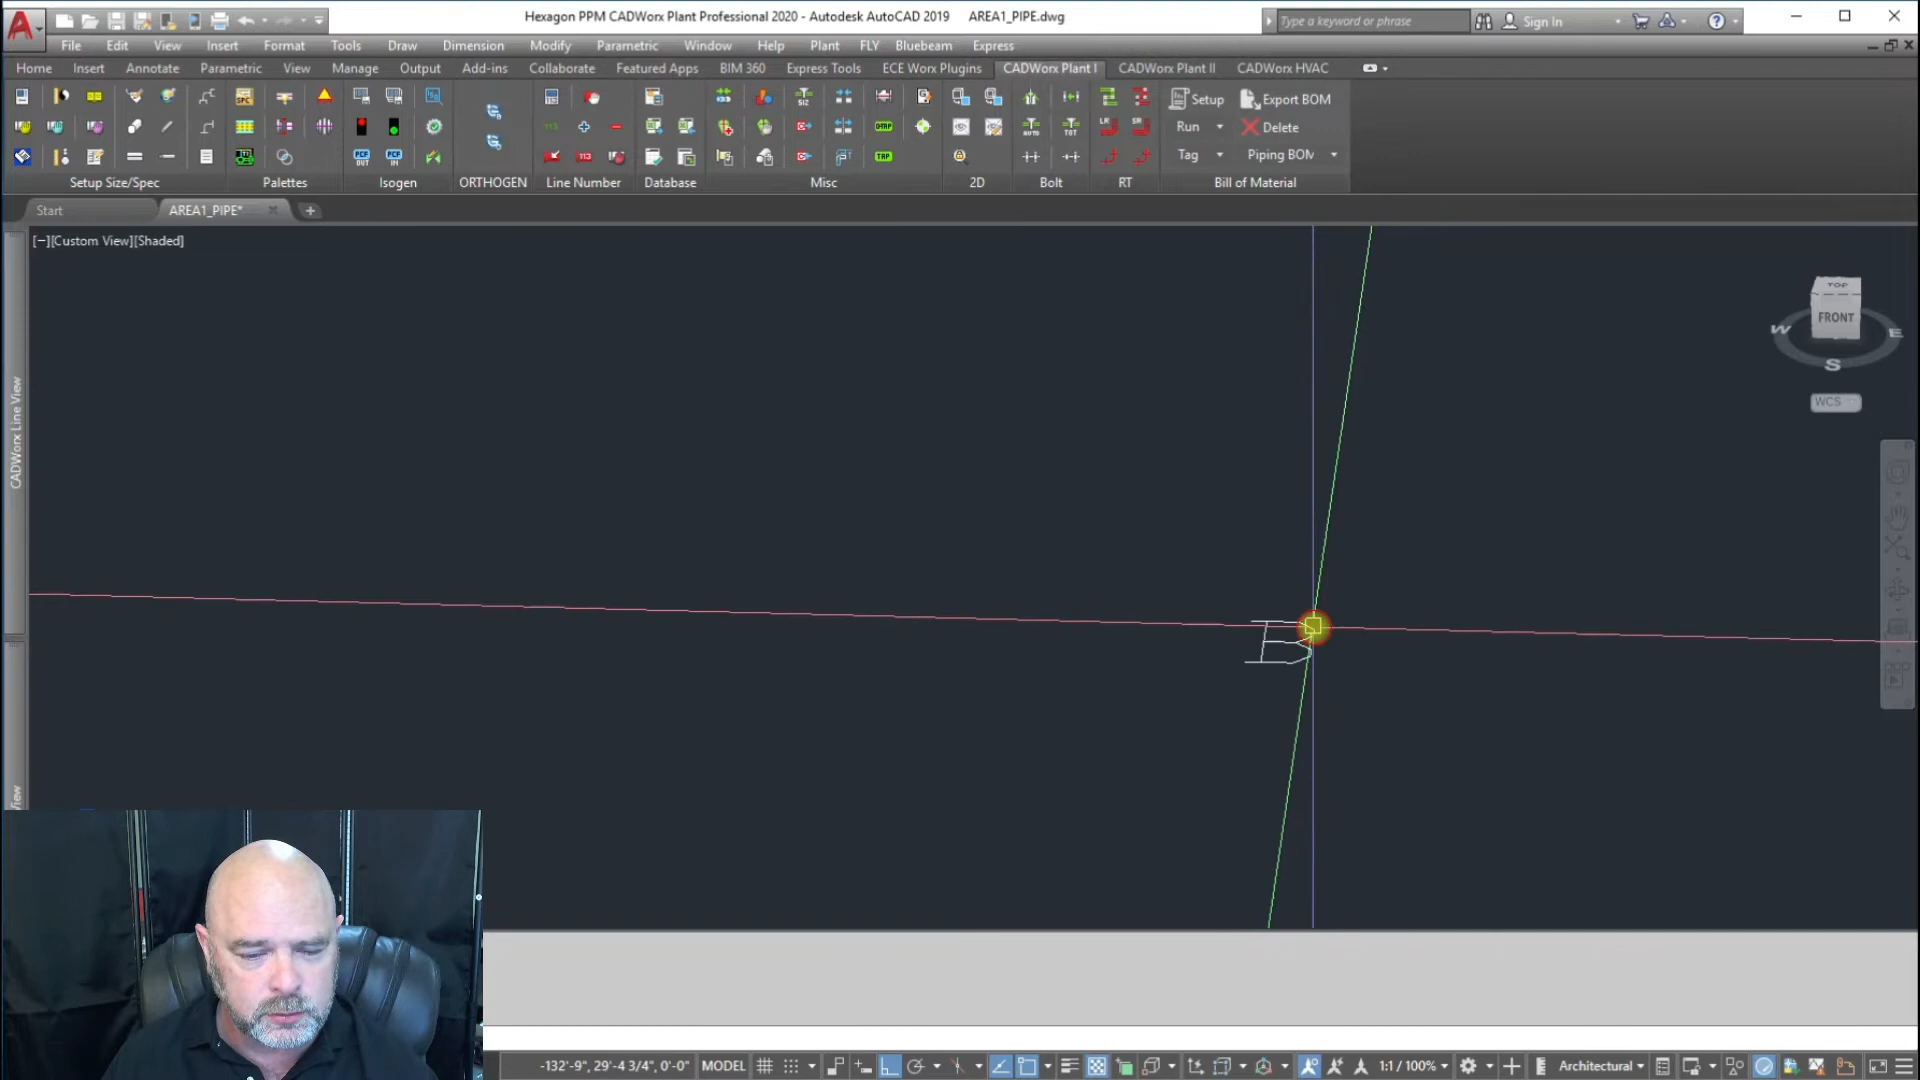 Hexagon PPM CADWorx Plant Professional 2020 - Autodesk AutoCAD 2019 AREA1_PIPE.dwg
Type a keyword or phrase
Sign In
File Edit View Insert Format Tools Draw Dimension Modify Parametric Window Help Plant FLY Bluebeam Express
Home Insert Annotate Parametric View Manage Output Add-ins Collaborate Featured Apps BIM 360 Express Tools ECE Worx Plugins CADWorx Plant I CADWorx Plant II CADWorx HVAC
Setup Export BOM
Run Delete
Tag Piping BOM
Setup Size/Spec Palettes Isogen ORTHOGEN Line Number Database Misc 2D Bolt RT Bill of Material
Start AREA1_PIPE*
[−][Custom View][Shaded]
TOP
FRONT
W
E
S
WCS
CADWorx Line View
View
B
-132'-9", 29'-4 3/4", 0'-0" MODEL 1:1 / 100% Architectural